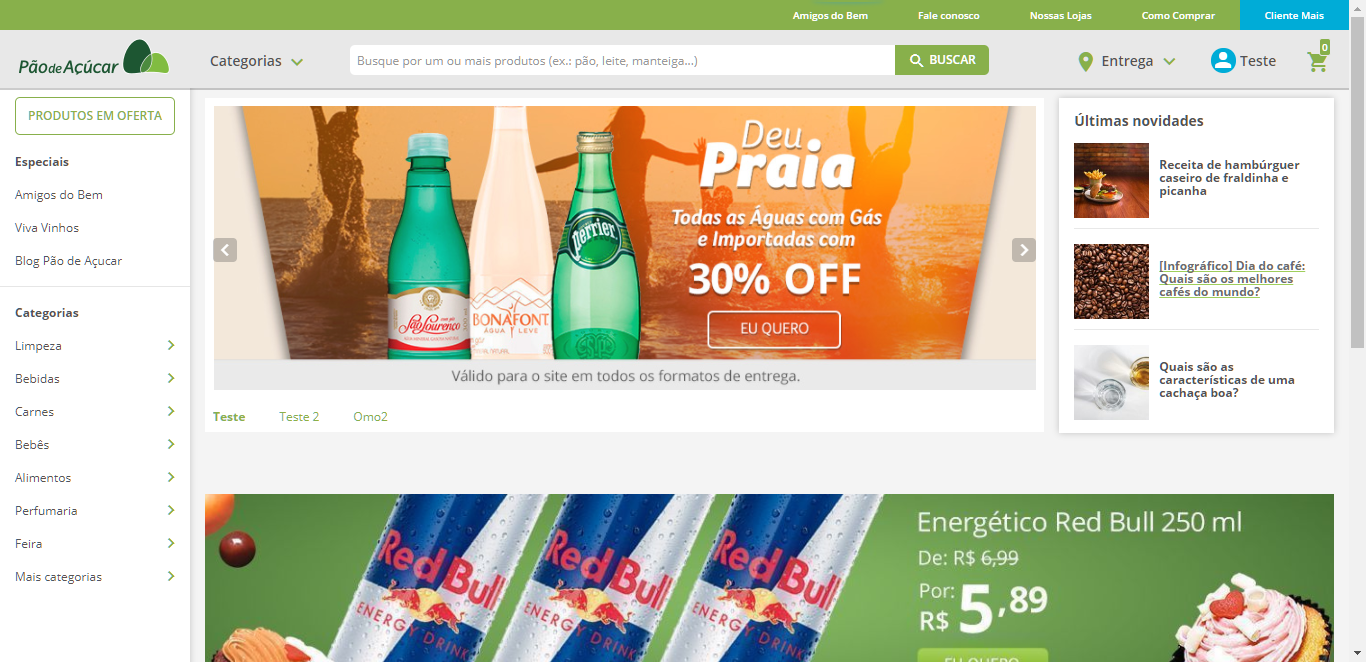 Amigos do Bem
Fale conosco
Nossas Lojas
Como Comprar
Cliente Mais
Pão de Açúcar
Categorias
Busque por um ou mais produtos (ex.: pão, leite, manteiga...)
BUSCAR
Entrega
Teste
0
PRODUTOS EM OFERTA
Especiais
Amigos do Bem
Viva Vinhos
Blog Pão de Açucar
Categorias
Limpeza
Bebidas
Carnes
Bebês
Alimentos
Perfumaria
Feira
Mais categorias
Deu
Praia
Todas as Águas com Gás
e Importadas com
30% OFF
EU QUERO
São Lourenço
BONAFONT
ÁGUA LEVE
perrier
Válido para o site em todos os formatos de entrega.
Teste
Teste 2
Omo2
Últimas novidades
Receita de hambúrguer
caseiro de fraldinha e
picanha
[Infográfico] Dia do café:
Quais são os melhores
cafés do mundo?
Quais são as
características de uma
cachaça boa?
Red Bull
ENERGY DRINK
Red Bull
ENERGY DRINK
Red Bull
ENERGY DRINK
Energético Red Bull 250 ml
De: R$ 6,99
Por:
R$ 5,89
EU QUERO